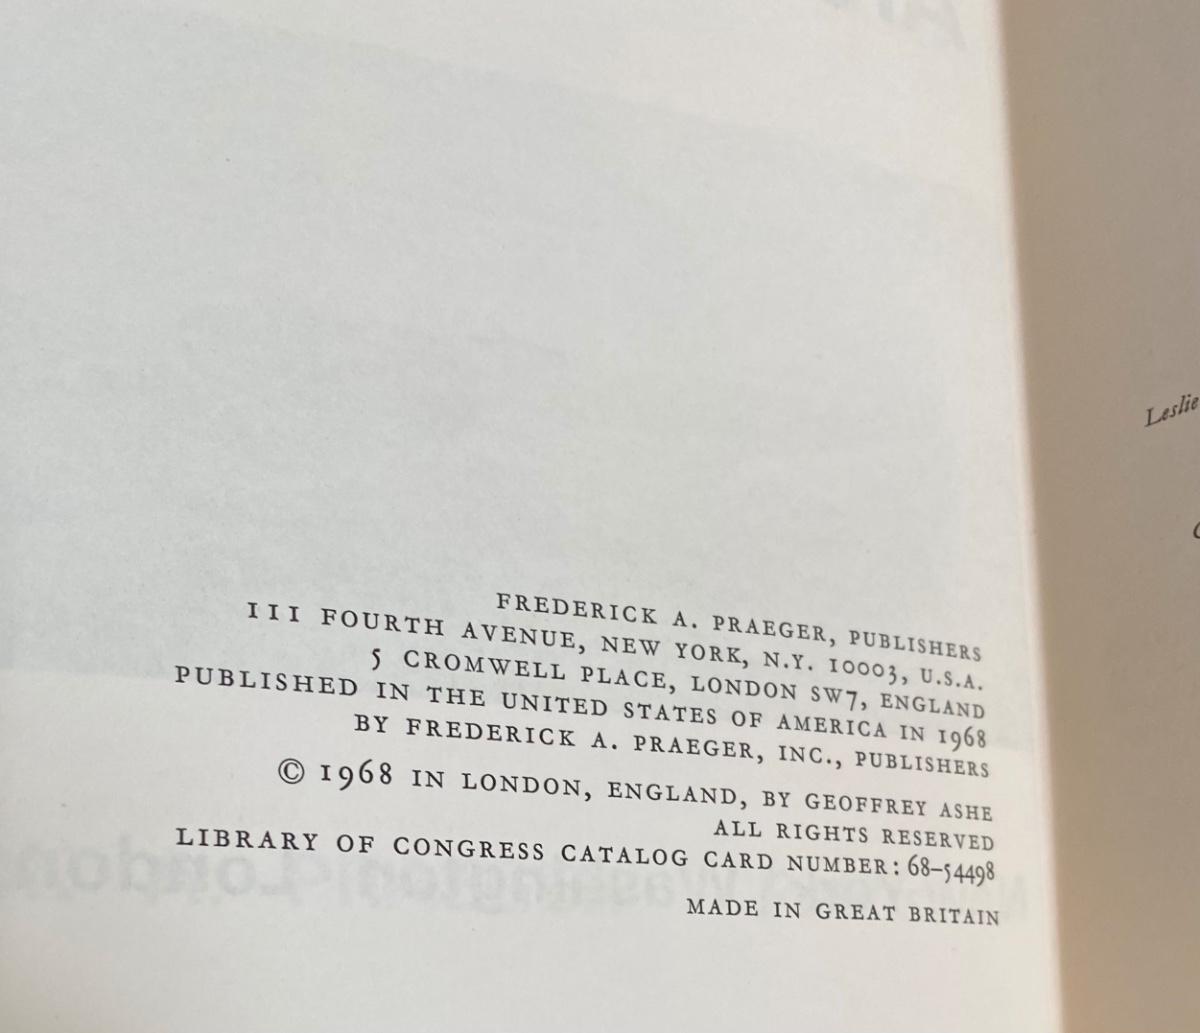 FREDERICK A. PRAEGER, PUBLISHERS
111 FOURTH AVENUE, NEW YORK, N.Y. 10003, U.S.A.
5 CROMWELL PLACE, LONDON SW7, ENGLAND
PUBLISHED IN THE UNITED STATES OF AMERICA IN 1968
BY FREDERICK A. PRAEGER, INC., PUBLISHERS
© 1968 IN LONDON, ENGLAND, BY GEOFFREY ASHE
ALL RIGHTS RESERVED
LIBRARY OF CONGRESS CATALOG CARD NUMBER: 68–54498
MADE IN GREAT BRITAIN
Leslie